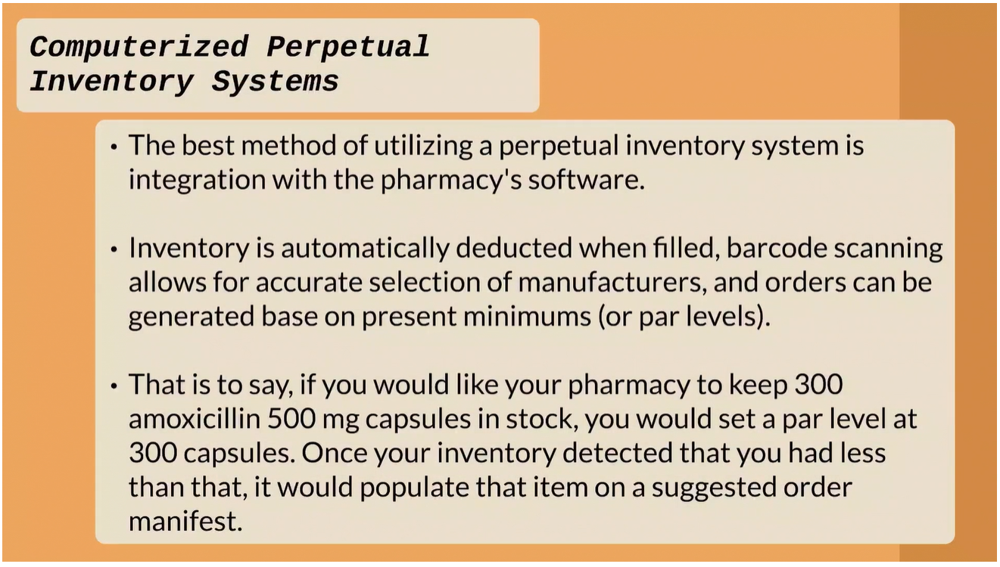 Computerized Perpetual
Inventory Systems
• The best method of utilizing a perpetual inventory system is
integration with the pharmacy's software.
• Inventory is automatically deducted when filled, barcode scanning
allows for accurate selection of manufacturers, and orders can be
generated base on present minimums (or par levels).
• That is to say, if you would like your pharmacy to keep 300
amoxicillin 500 mg capsules in stock, you would set a par level at
300 capsules. Once your inventory detected that you had less
than that, it would populate that item on a suggested order
manifest.